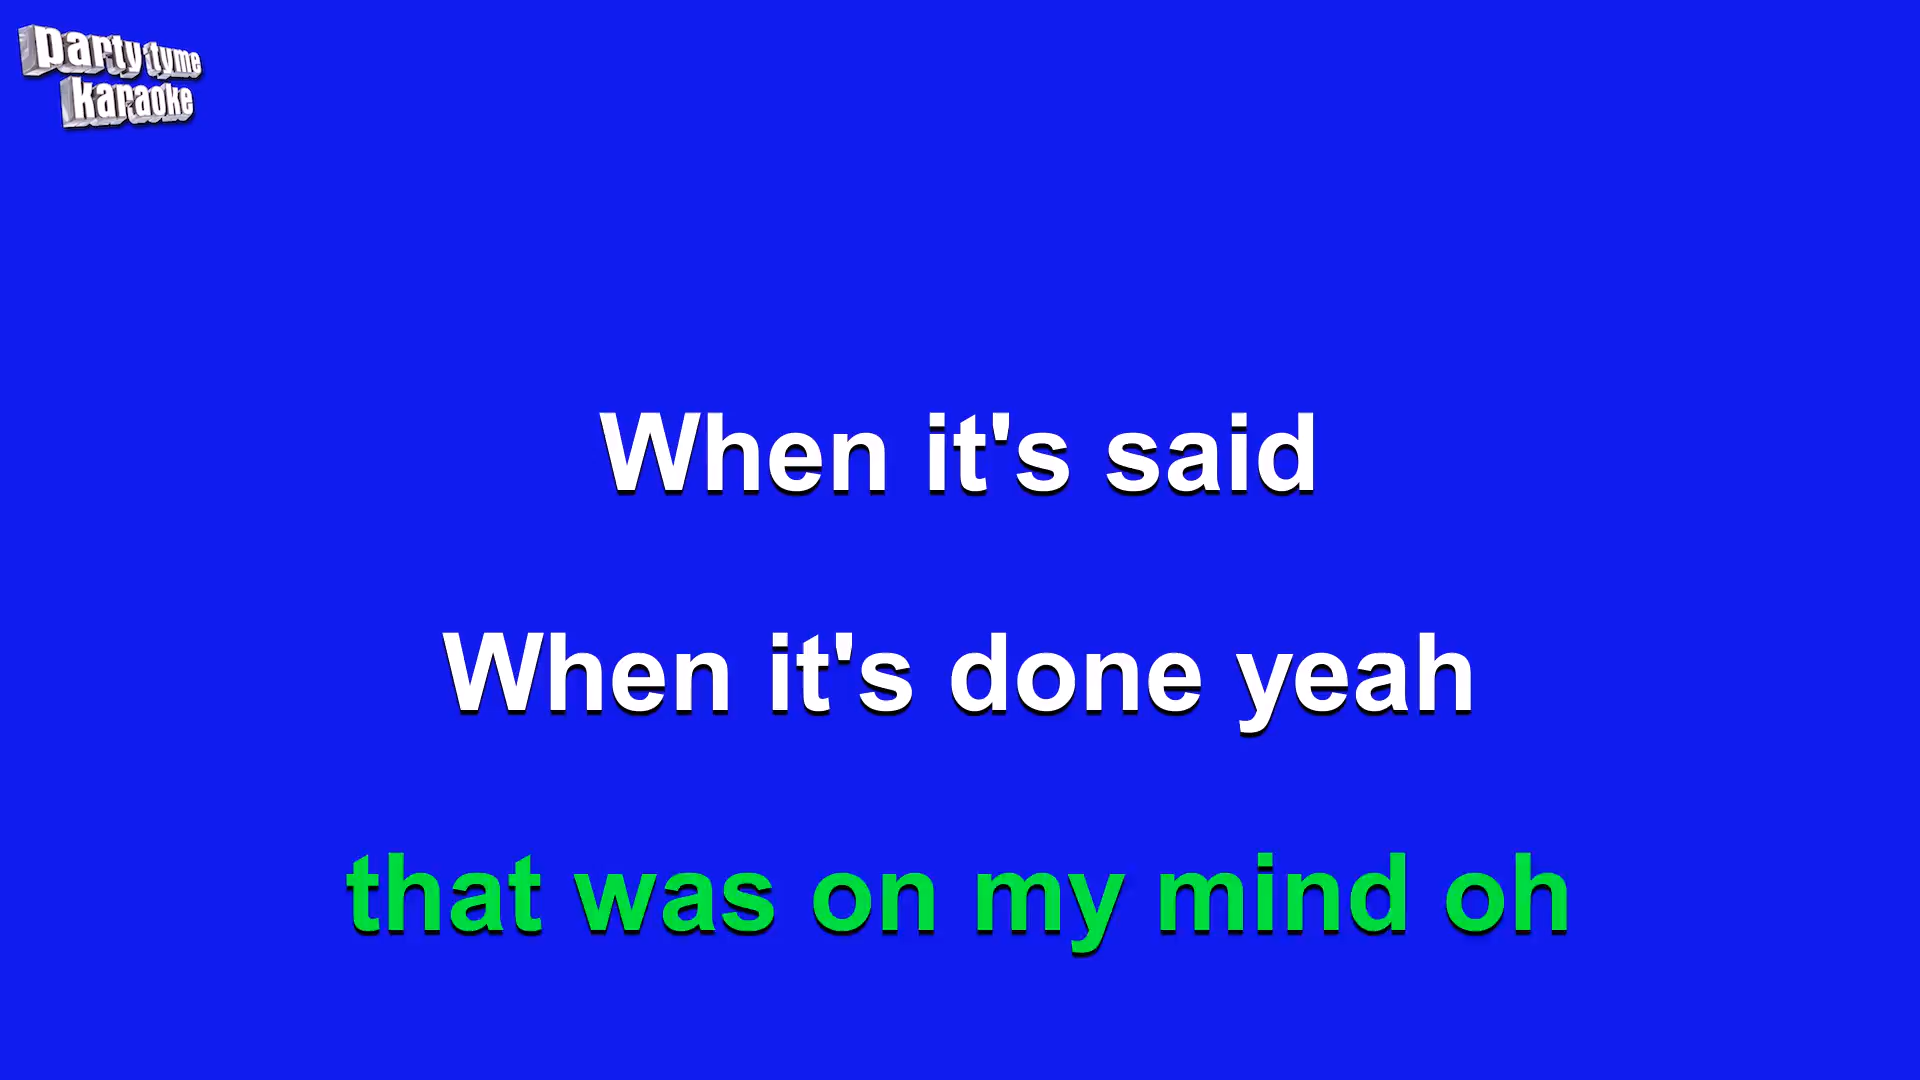 party tyme
karaoke
When it's said
When it's done yeah
that was on my mind oh